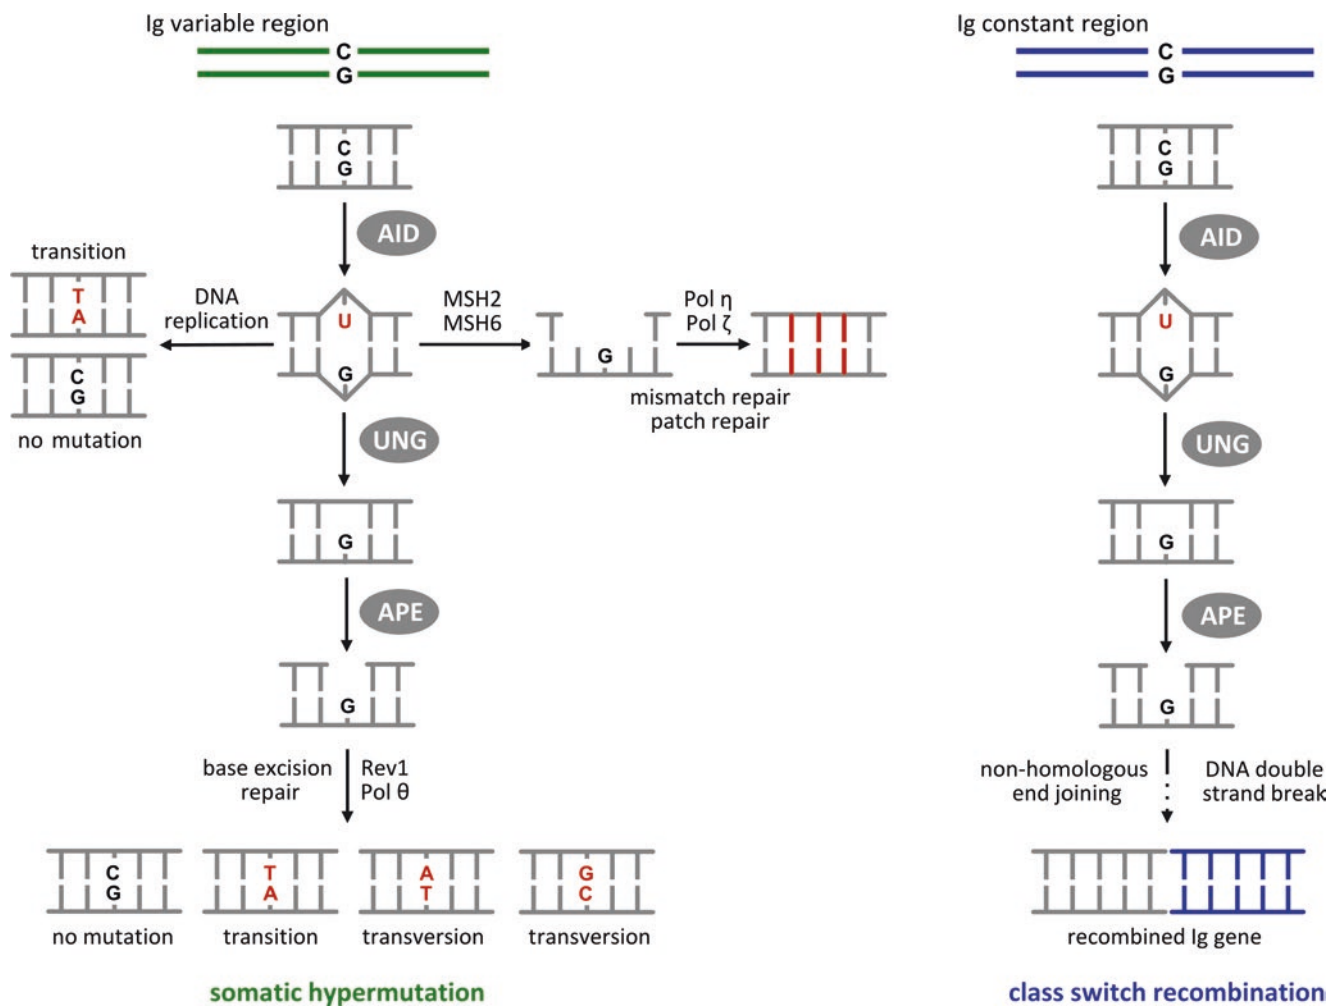 Ig variable region
C
G
C
G
AID
transition
T
A
DNA
replication
C
G
no mutation
U
G
MSH2
MSH6
G
Pol η
Pol ζ
mismatch repair
patch repair
UNG
G
APE
G
base excision
repair
Rev1
Pol θ
C
G
no mutation
T
A
transition
A
T
transversion
G
C
transversion
somatic hypermutation
Ig constant region
C
G
C
G
AID
U
G
UNG
G
APE
G
non-homologous
end joining
DNA double
strand break
recombined Ig gene
class switch recombination